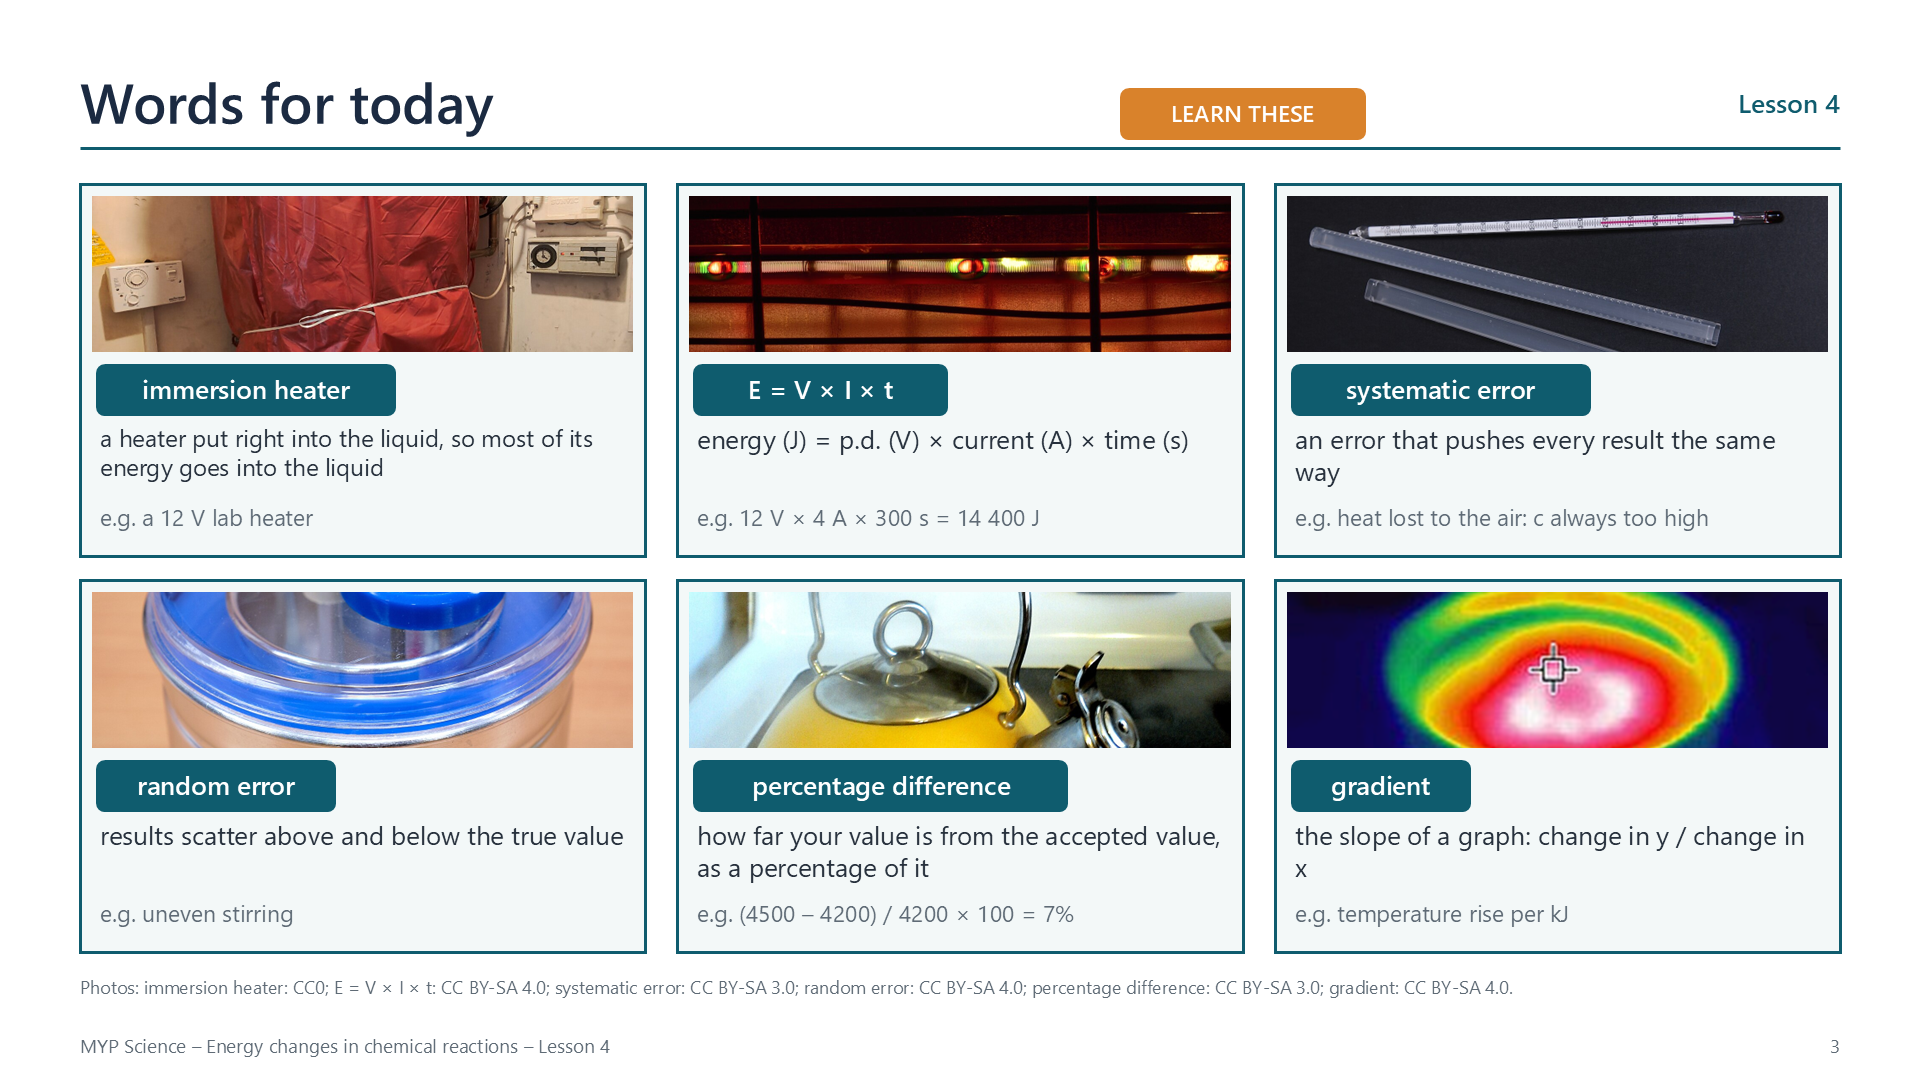 Words for today
LEARN THESE
Lesson 4
immersion heater
a heater put right into the liquid, so most of its
energy goes into the liquid
e.g. a 12 V lab heater
E = V × I × t
energy (J) = p.d. (V) × current (A) × time (s)
e.g. 12 V × 4 A × 300 s = 14 400 J
systematic error
an error that pushes every result the same
way
e.g. heat lost to the air: c always too high
random error
results scatter above and below the true value
e.g. uneven stirring
percentage difference
how far your value is from the accepted value,
as a percentage of it
e.g. (4500 – 4200) / 4200 × 100 = 7%
gradient
the slope of a graph: change in y / change in
x
e.g. temperature rise per kJ
Photos: immersion heater: CC0; E = V × I × t: CC BY-SA 4.0; systematic error: CC BY-SA 3.0; random error: CC BY-SA 4.0; percentage difference: CC BY-SA 3.0; gradient: CC BY-SA 4.0.
MYP Science – Energy changes in chemical reactions – Lesson 4
3